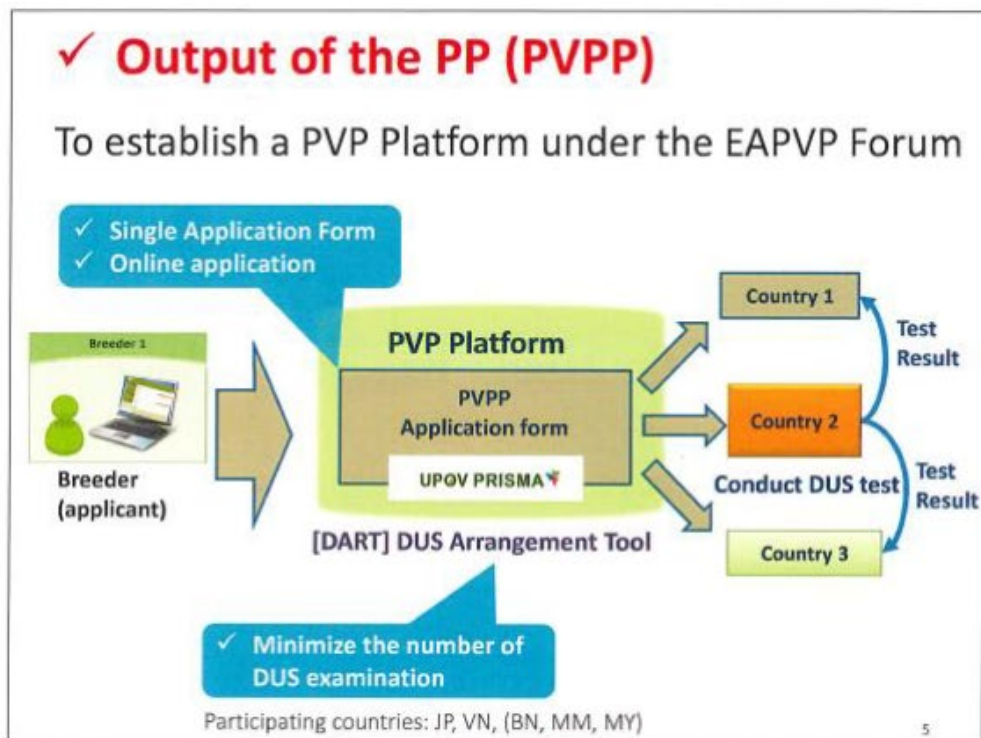 ✓ Output of the PP (PVPP)
To establish a PVP Platform under the EAPVP Forum
✓ Single Application Form
✓ Online application
Breeder 1
Breeder
(applicant)
PVP Platform
PVPP
Application form
UPOV PRISMA
[DART] DUS Arrangement Tool
Country 1
Test
Result
Country 2
Conduct DUS test
Test
Result
Country 3
✓ Minimize the number of
DUS examination
Participating countries: JP, VN, (BN, MM, MY)
5